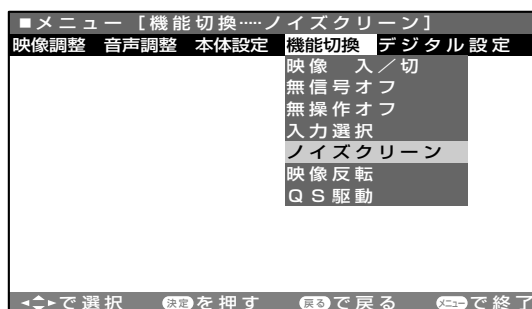 ■メニュー ［機能切換……ノイズクリーン］
映像調整 音声調整 本体設定 機能切換 デジタル設定
映像 入／切
無信号オフ
無操作オフ
入力選択
ノイズクリーン
映像反転
ＱＳ駆動
で選択 決定を押す 戻るで戻る メニューで終了